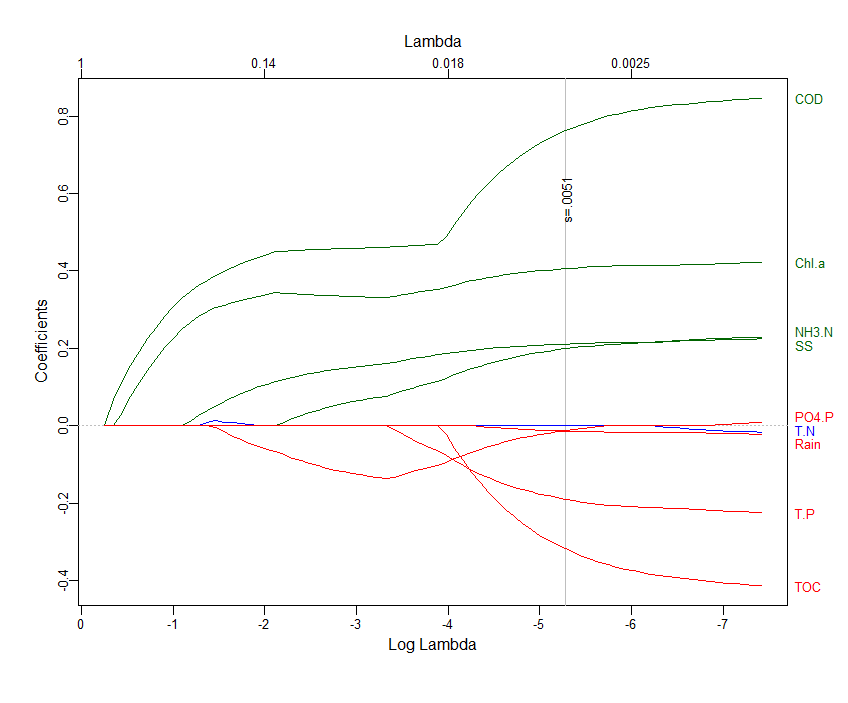 Lambda
1 0.14 0.018 0.0025
COD
Chl.a
NH3.N
SS
PO4.P
T.N
Rain
T.P
TOC
s=.0051
Coefficients
0.8
0.6
0.4
0.2
0.0
-0.2
-0.4
0 -1 -2 -3 -4 -5 -6 -7
Log Lambda